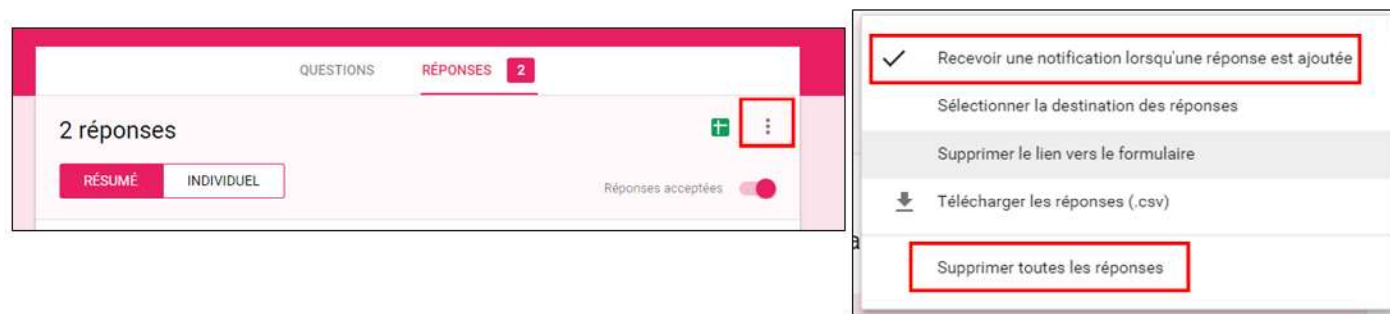 QUESTIONS RÉPONSES 2
2 réponses
RÉSUMÉ INDIVIDUEL
Réponses acceptées
Recevoir une notification lorsqu'une réponse est ajoutée
Sélectionner la destination des réponses
Supprimer le lien vers le formulaire
Télécharger les réponses (.csv)
a
Supprimer toutes les réponses